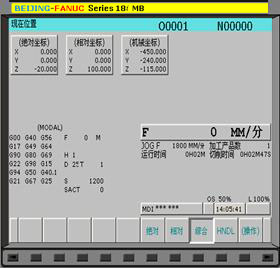 BEIJING-FANUC Series 18i MB
现在位置 O0001 N00000
(绝对坐标) (相对坐标) (机械坐标)
X 0.000 X 0.000 X -450.000
Y 0.000 Y 0.000 Y -240.000
Z -20.000 Z 100.000 Z -115.000
(MODAL)
F 0 MM/分
G00 G40 G56 F 0 M
G17 G49 G64
G90 G80 G69 H 1
G22 G98 G15 D 25 T 1
G94 G50 G40.1
G21 G67 G25 S 1200
SACT 0
JOG F 1800 MM/分 加工产品数 1
运行时间 0H02M 切削时间 0H02M47S
OS 50% L 100%
MDI *** *** 14:05:41
绝对 相对 综合 HNDL (操作)